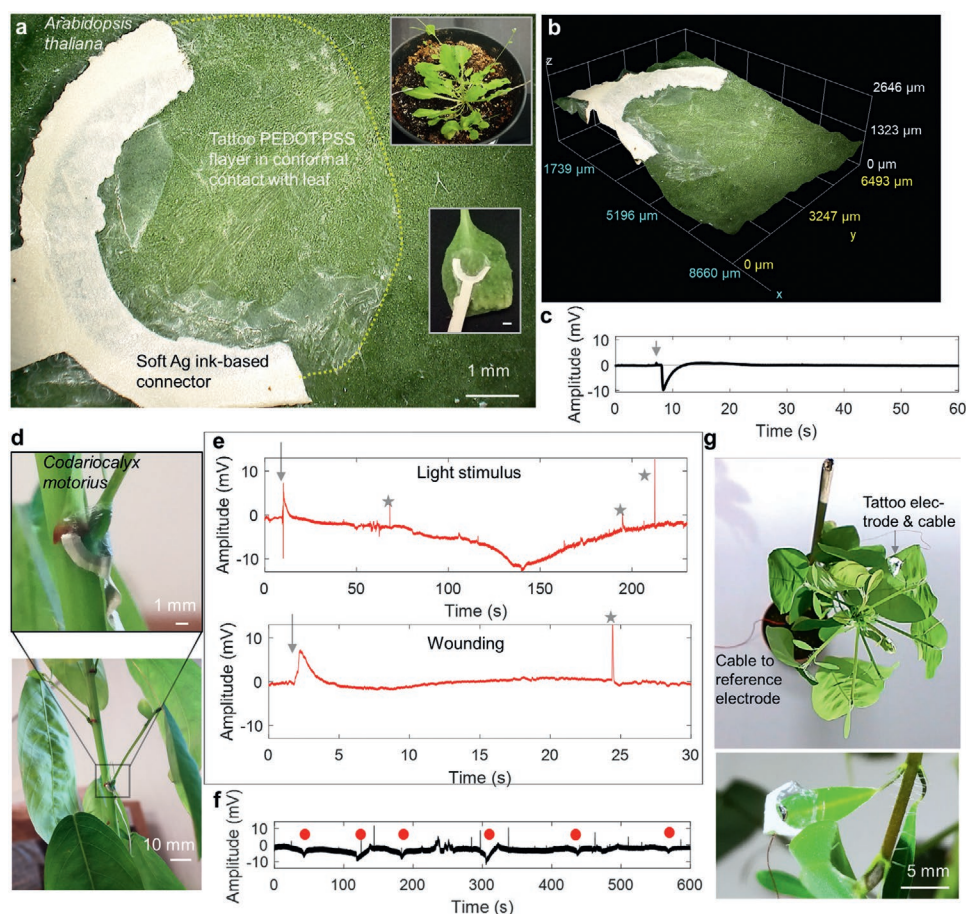 a
Arabidopsis
thaliana
Tattoo PEDOT:PSS
flayer in conformal
contact with leaf
Soft Ag ink-based
connector
1 mm
b
z
2646 µm
1323 µm
0 µm
6493 µm
3247 µm
y
0 µm
1739 µm
5196 µm
8660 µm
x
c
Amplitude (mV)
10
0
-10
0 10 20 30 40 50 60
Time (s)
d
Codariocalyx
motorius
1 mm
10 mm
e
Light stimulus
Amplitude (mV)
10
0
-10
0 50 100 150 200
Time (s)
Wounding
Amplitude (mV)
10
0
-10
0 5 10 15 20 25 30
Time (s)
f
Amplitude (mV)
10
0
-10
0 100 200 300 400 500 600
Time (s)
g
Tattoo elec-
trode & cable
Cable to
reference
electrode
5 mm